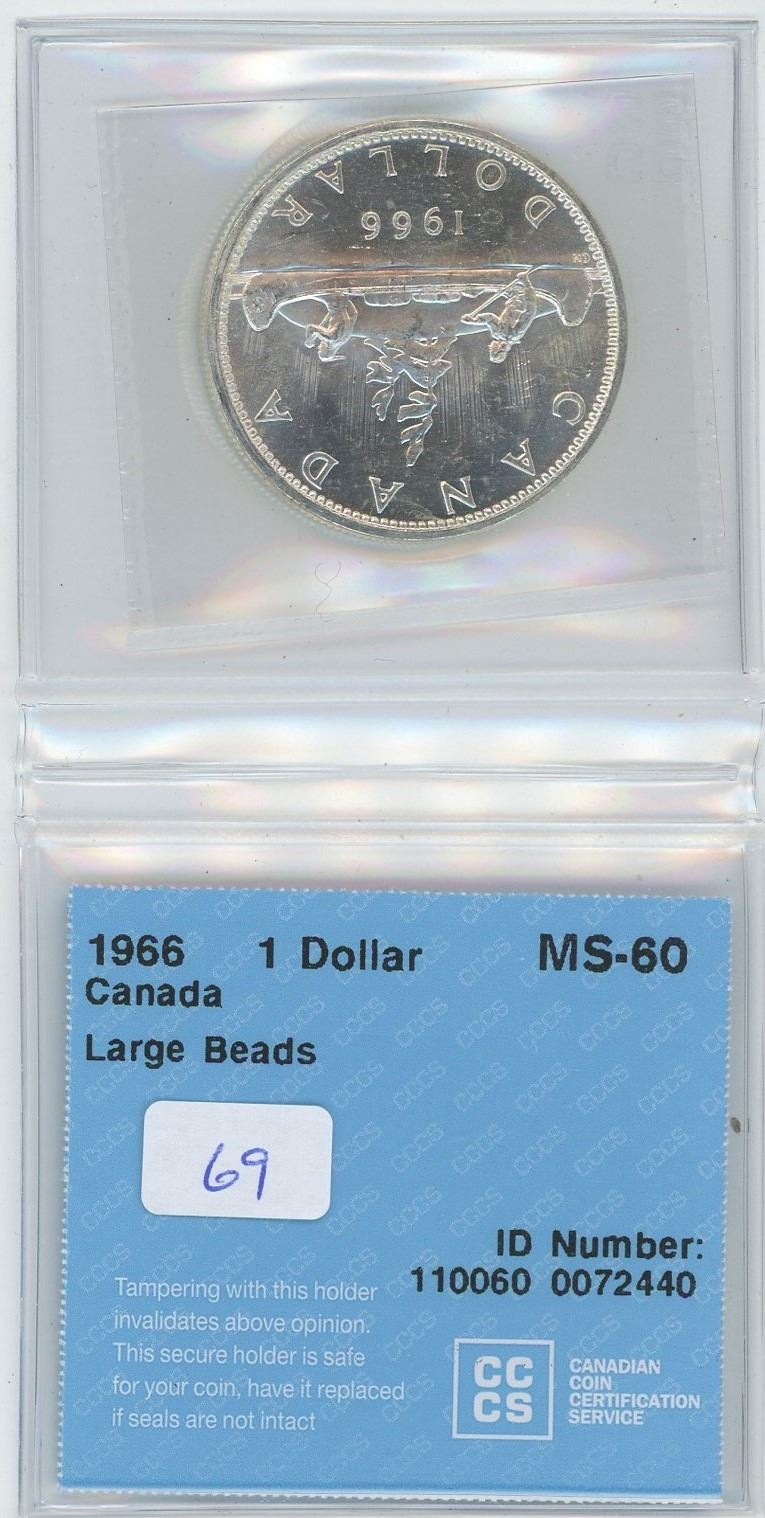 DOLLAR
1966
HD
CANADA
1966 1 Dollar MS-60
Canada
Large Beads
69
ID Number:
110060 0072440
Tampering with this holder
invalidates above opinion.
This secure holder is safe
for your coin, have it replaced
if seals are not intact
CC
CS
CANADIAN
COIN
CERTIFICATION
SERVICE